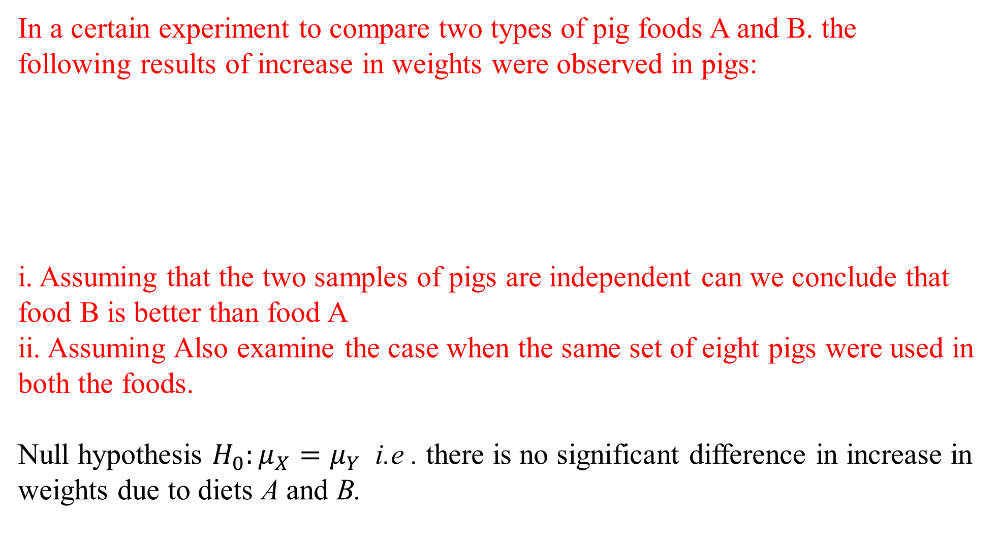 In a certain experiment to compare two types of pig foods A and B. the
following results of increase in weights were observed in pigs:
i. Assuming that the two samples of pigs are independent can we conclude that
food B is better than food A
ii. Assuming Also examine the case when the same set of eight pigs were used in
both the foods.
Null hypothesis H₀: μ_X = μ_Y i.e . there is no significant difference in increase in
weights due to diets A and B.